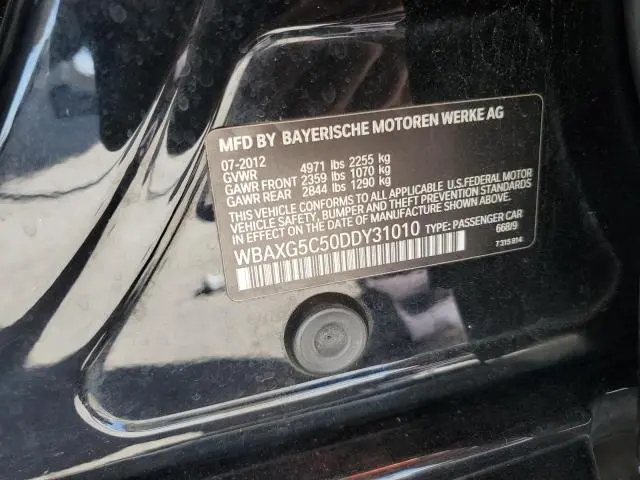 MFD BY BAYERISCHE MOTOREN WERKE AG
07-2012
GVWR 4971 lbs 2255 kg
GAWR FRONT 2359 lbs 1070 kg
GAWR REAR 2844 lbs 1290 kg
THIS VEHICLE CONFORMS TO ALL APPLICABLE U.S.FEDERAL MOTOR
VEHICLE SAFETY, BUMPER AND THEFT PREVENTION STANDARDS
IN EFFECT ON THE DATE OF MANUFACTURE SHOWN ABOVE.
WBAXG5C50DDY31010 TYPE: PASSENGER CAR
668/9
7 315 814